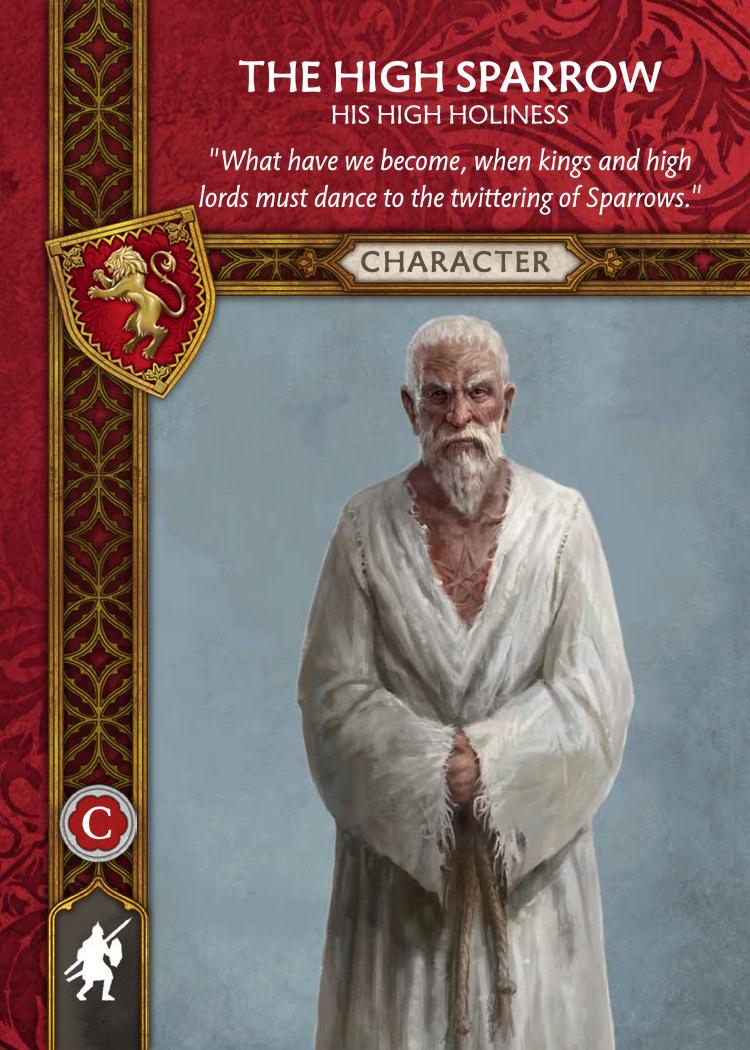 THE HIGH SPARROW
HIS HIGH HOLINESS
"What have we become, when kings and high
lords must dance to the twittering of Sparrows."
CHARACTER
C